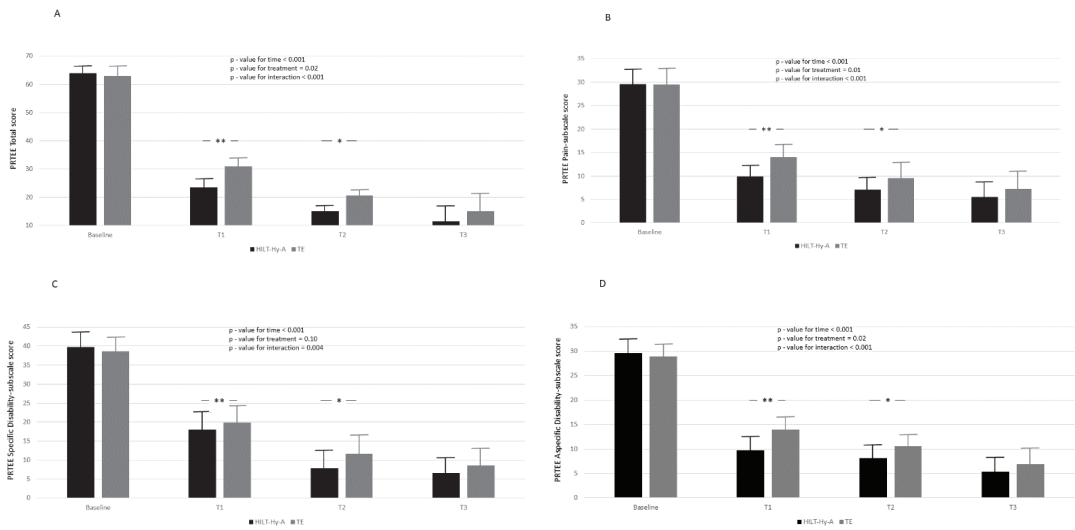 A
PRTEE Total score
70
60
50
40
30
20
10
p - value for time < 0.001
p - value for treatment = 0.02
p - value for interaction < 0.001
**
*
Baseline
T1
T2
T3
HILT-Hy-A TE
B
PRTEE Pain-subscale score
35
30
25
20
15
10
5
0
p - value for time < 0.001
p - value for treatment = 0.01
p - value for interaction < 0.001
**
*
Baseline
T1
T2
T3
HILT-Hy-A TE
C
PRTEE Specific Disability-subscale score
45
40
35
30
25
20
15
10
5
0
p - value for time < 0.001
p - value for treatment = 0.10
p - value for interaction = 0.004
**
*
Baseline
T1
T2
T3
HILT-Hy-A TE
D
PRTEE Aspecific Disability-subscale score
35
30
25
20
15
10
5
0
p - value for time < 0.001
p - value for treatment = 0.02
p - value for interaction < 0.001
**
*
Baseline
T1
T2
T3
HILT-Hy-A TE